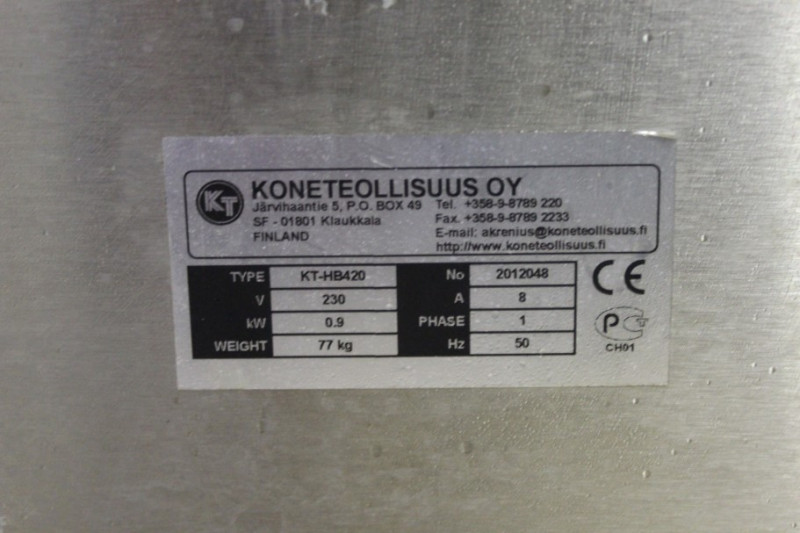 KT
KONETEOLLISUUS OY
Järvihaantie 5, P.O. BOX 49 Tel. +358-9-8789 220
SF - 01801 Klaukkala Fax. +358-9-8789 2233
FINLAND E-mail: akrenius@koneteollisuus.fi
http://www.koneteollisuus.fi
TYPE KT-HB420 No 2012048
V 230 A 8
kW 0.9 PHASE 1
WEIGHT 77 kg Hz 50
CE
PC+
CH01